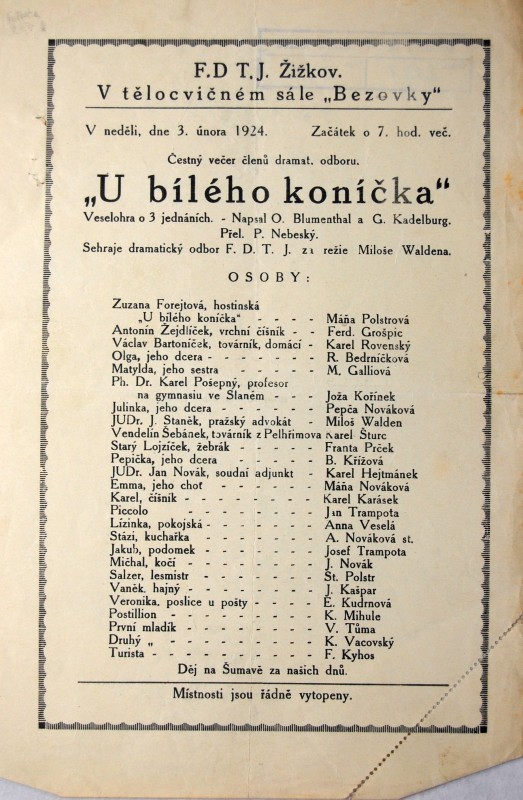 F.D T.J. Žižkov.
V tělocvičném sále „Bezovky“
V neděli, dne 3. února 1924. Začátek o 7. hod. več.
Čestný večer členů dramat. odboru.
„U bílého koníčka“
Veselohra o 3 jednáních. - Napsal O. Blumenthal a G. Kadelburg.
Přel. P. Nebeský.
Sehraje dramatický odbor F. D. T. J. za režie Miloše Waldena.
OSOBY:
Zuzana Forejtová, hostinská
„U bílého koníčka“ - - - - Máňa Polstrová
Antonín Žejdlíček, vrchní číšník - - Ferd. Grošpic
Václav Bartoníček, továrník, domácí - Karel Rovenský
Olga, jeho dcera - - - - - - R. Bedrníčková
Matylda, jeho sestra - - - - - M. Galliová
Ph. Dr. Karel Pošepný, profesor
na gymnasiu ve Slaném - - - Joža Kořínek
Julinka, jeho dcera - - - - - Pepča Nováková
JUDr. J. Staněk, pražský advokát - Miloš Walden
Vendelín Šebánek, továrník z Pelhřimova Karel Šturc
Starý Lojzíček, žebrák - - - - Franta Prček
Pepička, jeho dcera - - - - - B. Křížová
JUDr. Jan Novák, soudní adjunkt - Karel Hejtmánek
Emma, jeho choť - - - - - - Máňa Nováková
Karel, číšník - - - - - - - Karel Karásek
Piccolo - - - - - - - Jan Trampota
Lízinka, pokojská - - - - - - Anna Veselá
Stázi, kuchařka - - - - - - A. Nováková st.
Jakub, podomek - - - - - - Josef Trampota
Míchal, kočí - - - - - - - J. Novák
Salzer, lesmistr - - - - - - Št. Polstr
Vaněk, hajný - - - - - - - J. Kašpar
Veronika, poslice u pošty - - - - E. Kudrnová
Postillion - - - - - - - K. Mihule
První mladík - - - - - - - V. Tůma
Druhý „ - - - - - - - K. Vacovský
Turista - - - - - - - - F. Kyhos
Děj na Šumavě za našich dnů.
Místnosti jsou řádně vytopeny.